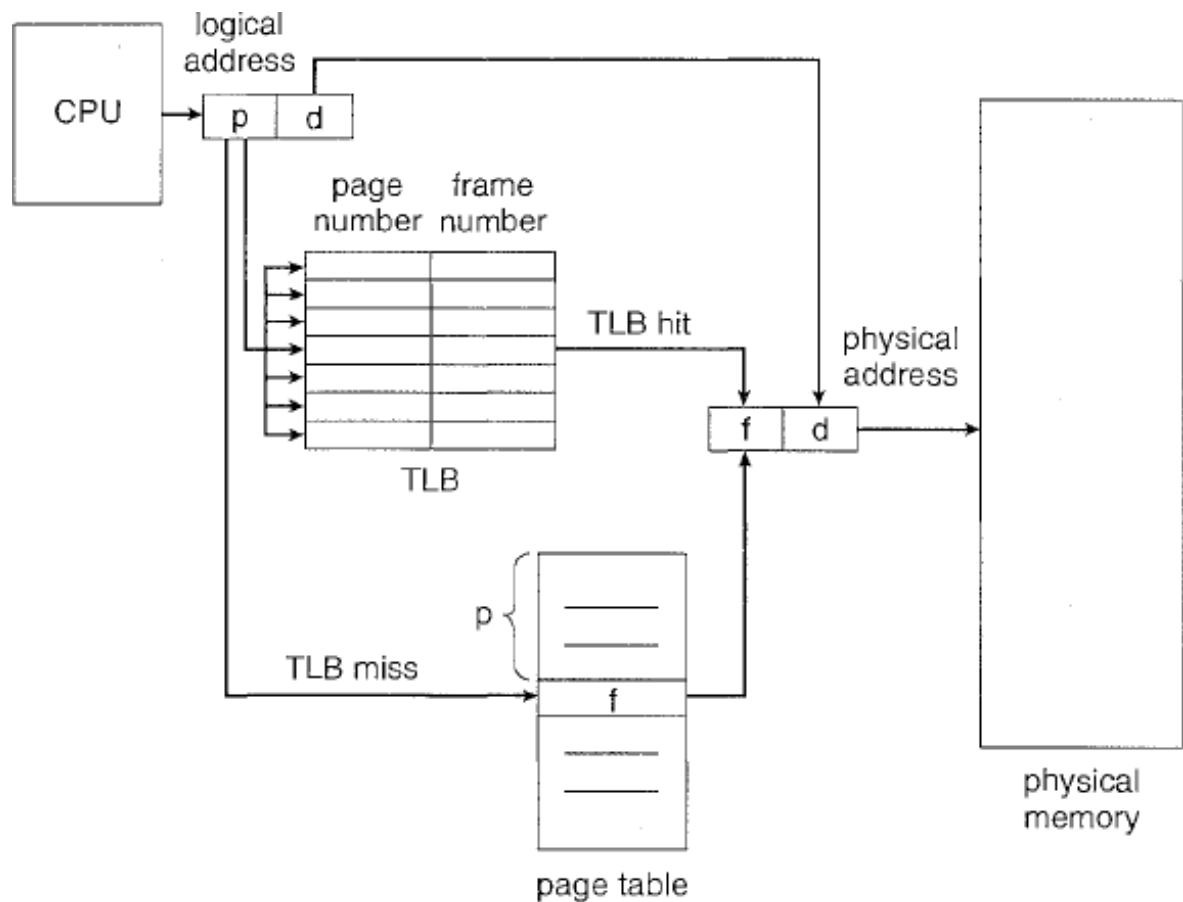 logical
address
CPU
p
d
page
number
frame
number
TLB hit
physical
address
f
d
TLB
p
TLB miss
f
physical
memory
page table